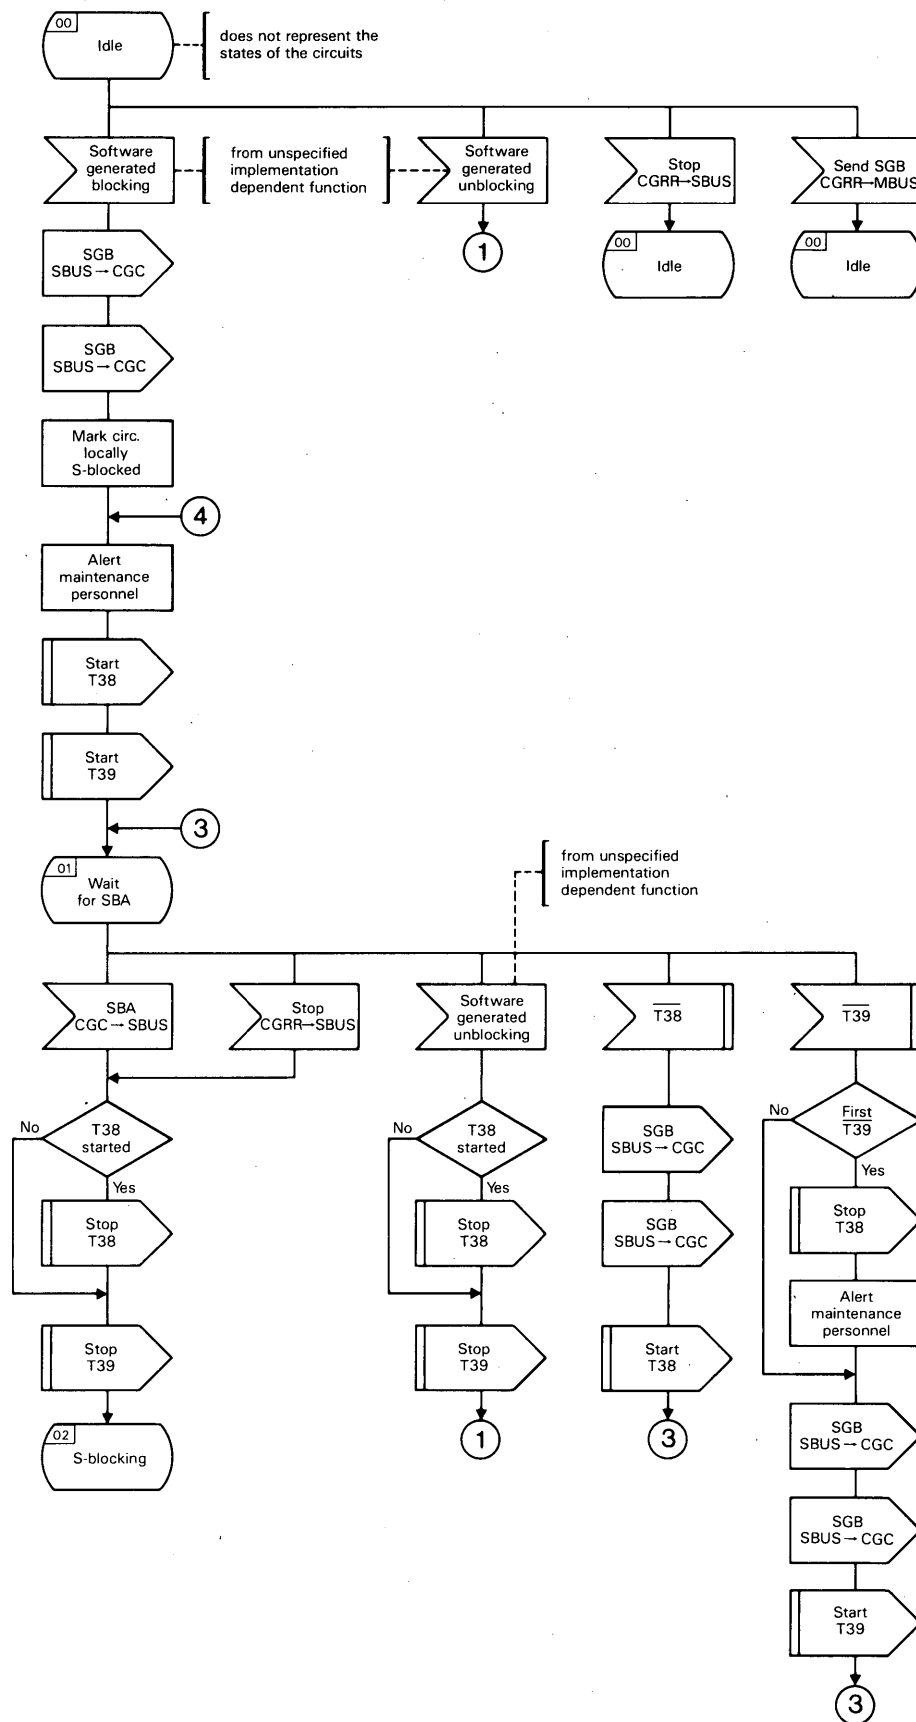 00
Idle
does not represent the
states of the circuits
Software
generated
blocking
from unspecified
implementation
dependent function
Software
generated
unblocking
Stop
CGRR→SBUS
Send SGB
CGRR→MBUS
1
00
Idle
00
Idle
SGB
SBUS→CGC
SGB
SBUS→CGC
Mark circ.
locally
S-blocked
4
Alert
maintenance
personnel
Start
T38
Start
T39
3
01
Wait
for SBA
from unspecified
implementation
dependent function
SBA
CGC→SBUS
Stop
CGRR→SBUS
Software
generated
unblocking
T38
T39
No
T38
started
Yes
No
T38
started
Yes
SGB
SBUS→CGC
No
First
T39
Yes
Stop
T38
Stop
T38
SGB
SBUS→CGC
Stop
T38
Alert
maintenance
personnel
Stop
T39
Stop
T39
Start
T38
02
S-blocking
1
3
SGB
SBUS→CGC
SGB
SBUS→CGC
Start
T39
3